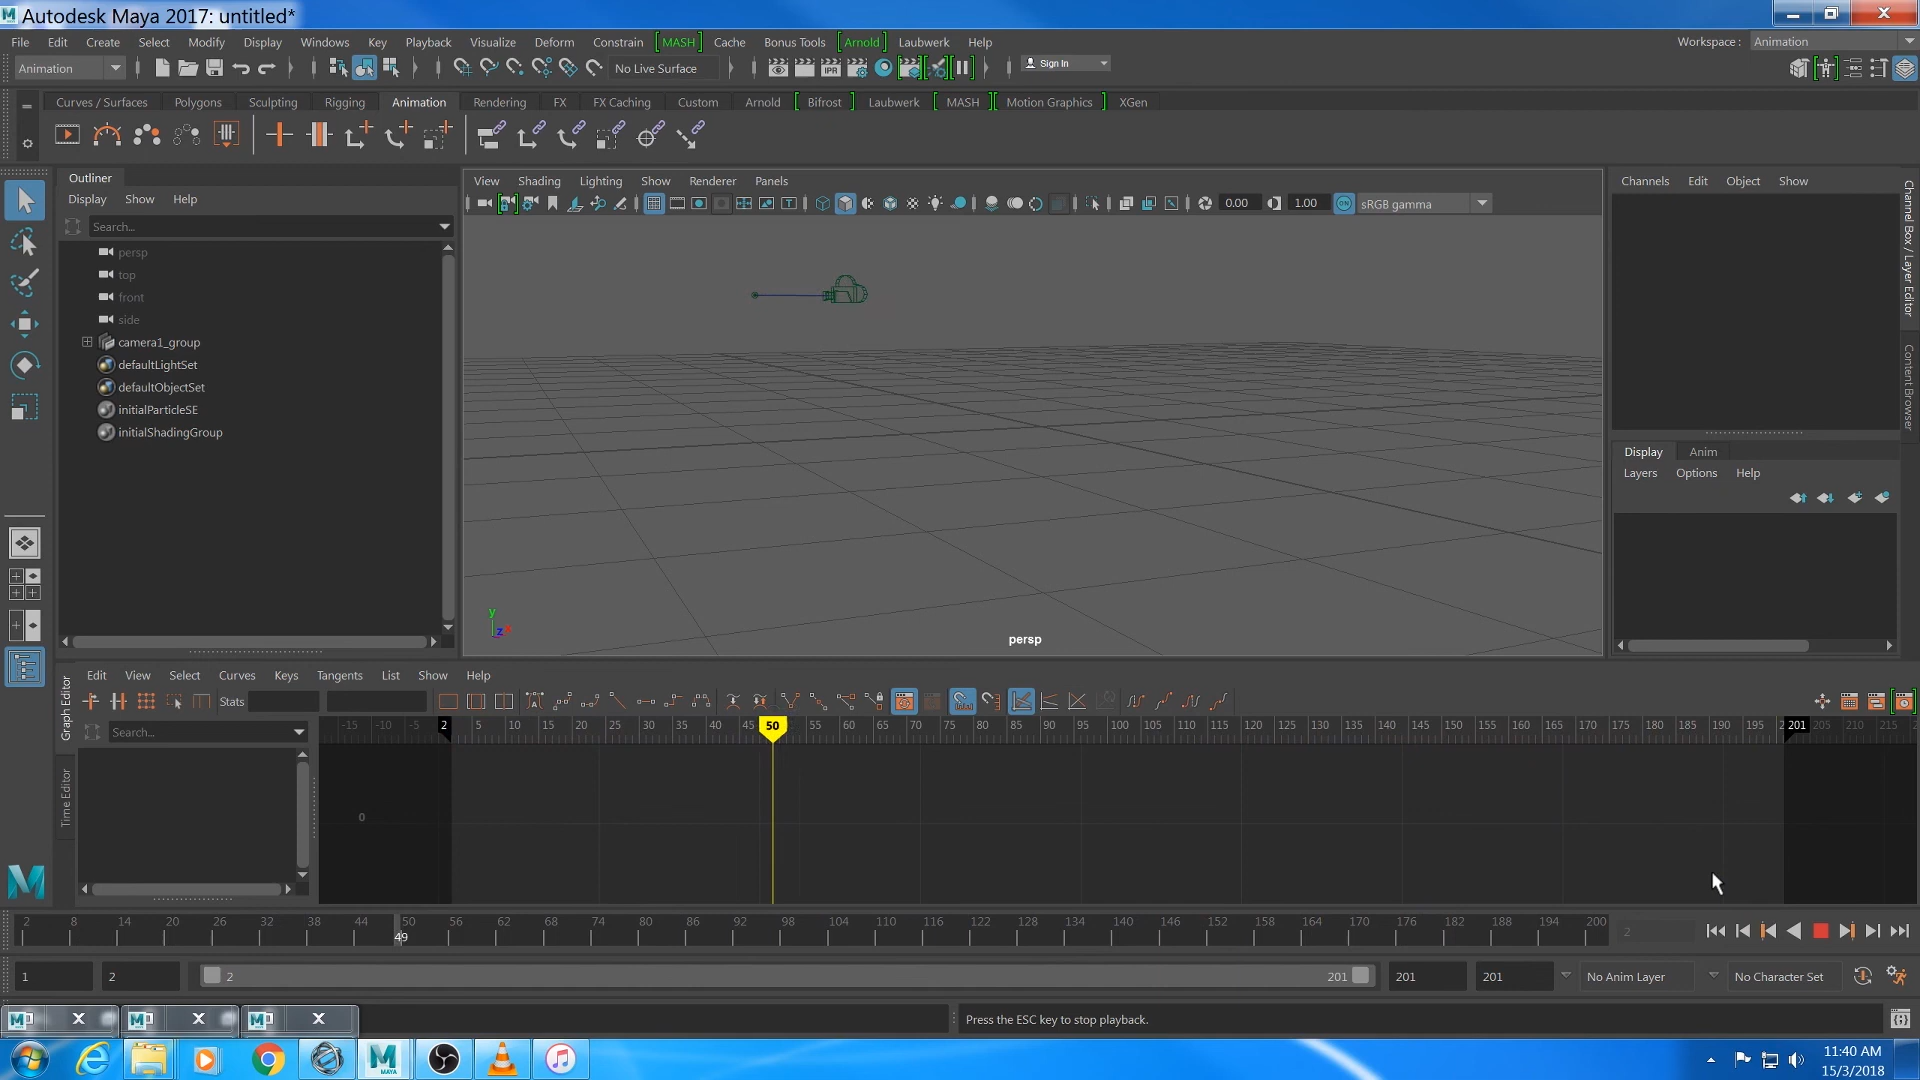 Autodesk Maya 2017: untitled*
File Edit Create Select Modify Display Windows Key Playback Visualize Deform Constrain MASH Cache Bonus Tools Arnold Laubwerk Help Workspace : Animation
Animation No Live Surface Sign In
Curves / Surfaces Polygons Sculpting Rigging Animation Rendering FX FX Caching Custom Arnold Bifrost Laubwerk MASH Motion Graphics XGen
Outliner
Display Show Help
Search...
persp
top
front
side
camera1_group
defaultLightSet
defaultObjectSet
initialParticleSE
initialShadingGroup
View Shading Lighting Show Renderer Panels
0.00 1.00 sRGB gamma
y
z x
persp
Channels Edit Object Show
Channel Box / Layer Editor
Content Browser
Display Anim
Layers Options Help
Graph Editor
Time Editor
Edit View Select Curves Keys Tangents List Show Help
Stats
Search...
-15 -10 -5 2 5 10 15 20 25 30 35 40 45 50 55 60 65 70 75 80 85 90 95 100 105 110 115 120 125 130 135 140 145 150 155 160 165 170 175 180 185 190 195 201 205 210 215
0
2 8 14 20 26 32 38 44 50 56 62 68 74 80 86 92 98 104 110 116 122 128 134 140 146 152 158 164 170 176 182 188 194 200
49
2
1 2 2 201 201 201 No Anim Layer No Character Set
Press the ESC key to stop playback.
MAYA
11:40 AM
15/3/2018